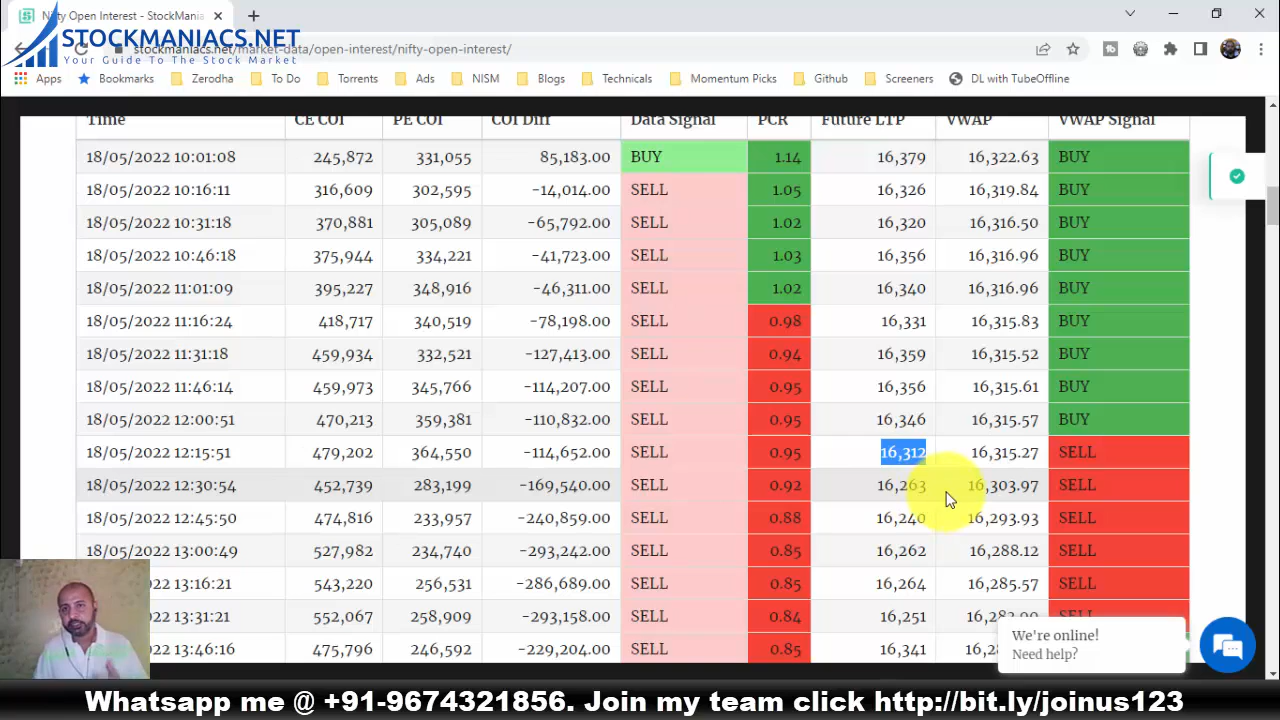 Nifty Open Interest - StockMania
STOCKMANIACS.NET
Your Guide To The Stock Market
stockmaniacs.net/market-data/open-interest/nifty-open-interest/
Apps Bookmarks Zerodha To Do Torrents Ads NISM Blogs Technicals Momentum Picks Github Screeners DL with TubeOffline
Time CE COI PE COI COI Diff Data Signal PCR Future LTP VWAP VWAP Signal
18/05/2022 10:01:08 245,872 331,055 85,183.00 BUY 1.14 16,379 16,322.63 BUY
18/05/2022 10:16:11 316,609 302,595 -14,014.00 SELL 1.05 16,326 16,319.84 BUY
18/05/2022 10:31:18 370,881 305,089 -65,792.00 SELL 1.02 16,320 16,316.50 BUY
18/05/2022 10:46:18 375,944 334,221 -41,723.00 SELL 1.03 16,356 16,316.96 BUY
18/05/2022 11:01:09 395,227 348,916 -46,311.00 SELL 1.02 16,340 16,316.96 BUY
18/05/2022 11:16:24 418,717 340,519 -78,198.00 SELL 0.98 16,331 16,315.83 BUY
18/05/2022 11:31:18 459,934 332,521 -127,413.00 SELL 0.94 16,359 16,315.52 BUY
18/05/2022 11:46:14 459,973 345,766 -114,207.00 SELL 0.95 16,356 16,315.61 BUY
18/05/2022 12:00:51 470,213 359,381 -110,832.00 SELL 0.95 16,346 16,315.57 BUY
18/05/2022 12:15:51 479,202 364,550 -114,652.00 SELL 0.95 16,312 16,315.27 SELL
18/05/2022 12:30:54 452,739 283,199 -169,540.00 SELL 0.92 16,263 16,303.97 SELL
18/05/2022 12:45:50 474,816 233,957 -240,859.00 SELL 0.88 16,240 16,293.93 SELL
2022 13:00:49 527,982 234,740 -293,242.00 SELL 0.85 16,262 16,288.12 SELL
2022 13:16:21 543,220 256,531 -286,689.00 SELL 0.85 16,264 16,285.57 SELL
2022 13:31:21 552,067 258,909 -293,158.00 SELL 0.84 16,251 SELL
2022 13:46:16 475,796 246,592 -229,204.00 SELL 0.85 16,341
We're online!
Need help?
Whatsapp me @ +91-9674321856. Join my team click http://bit.ly/joinus123